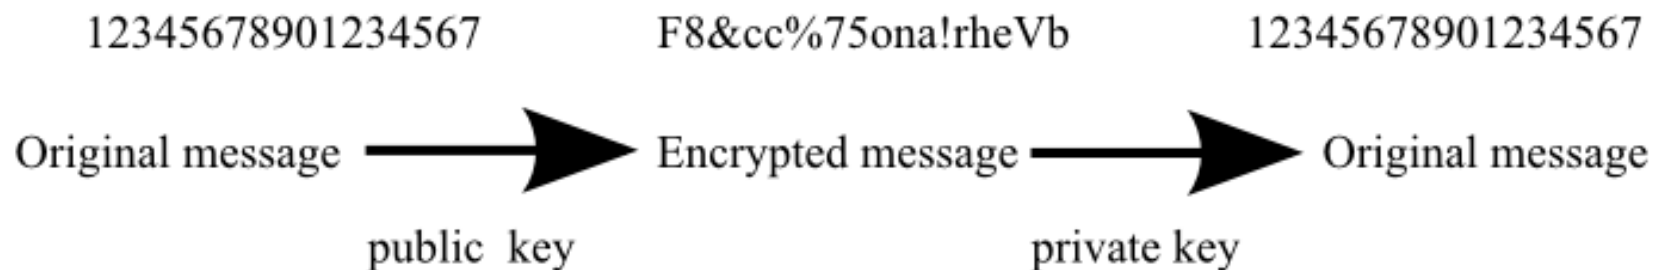 12345678901234567 F8&cc%75ona!rheVb 12345678901234567
Original message Encrypted message Original message
public key private key